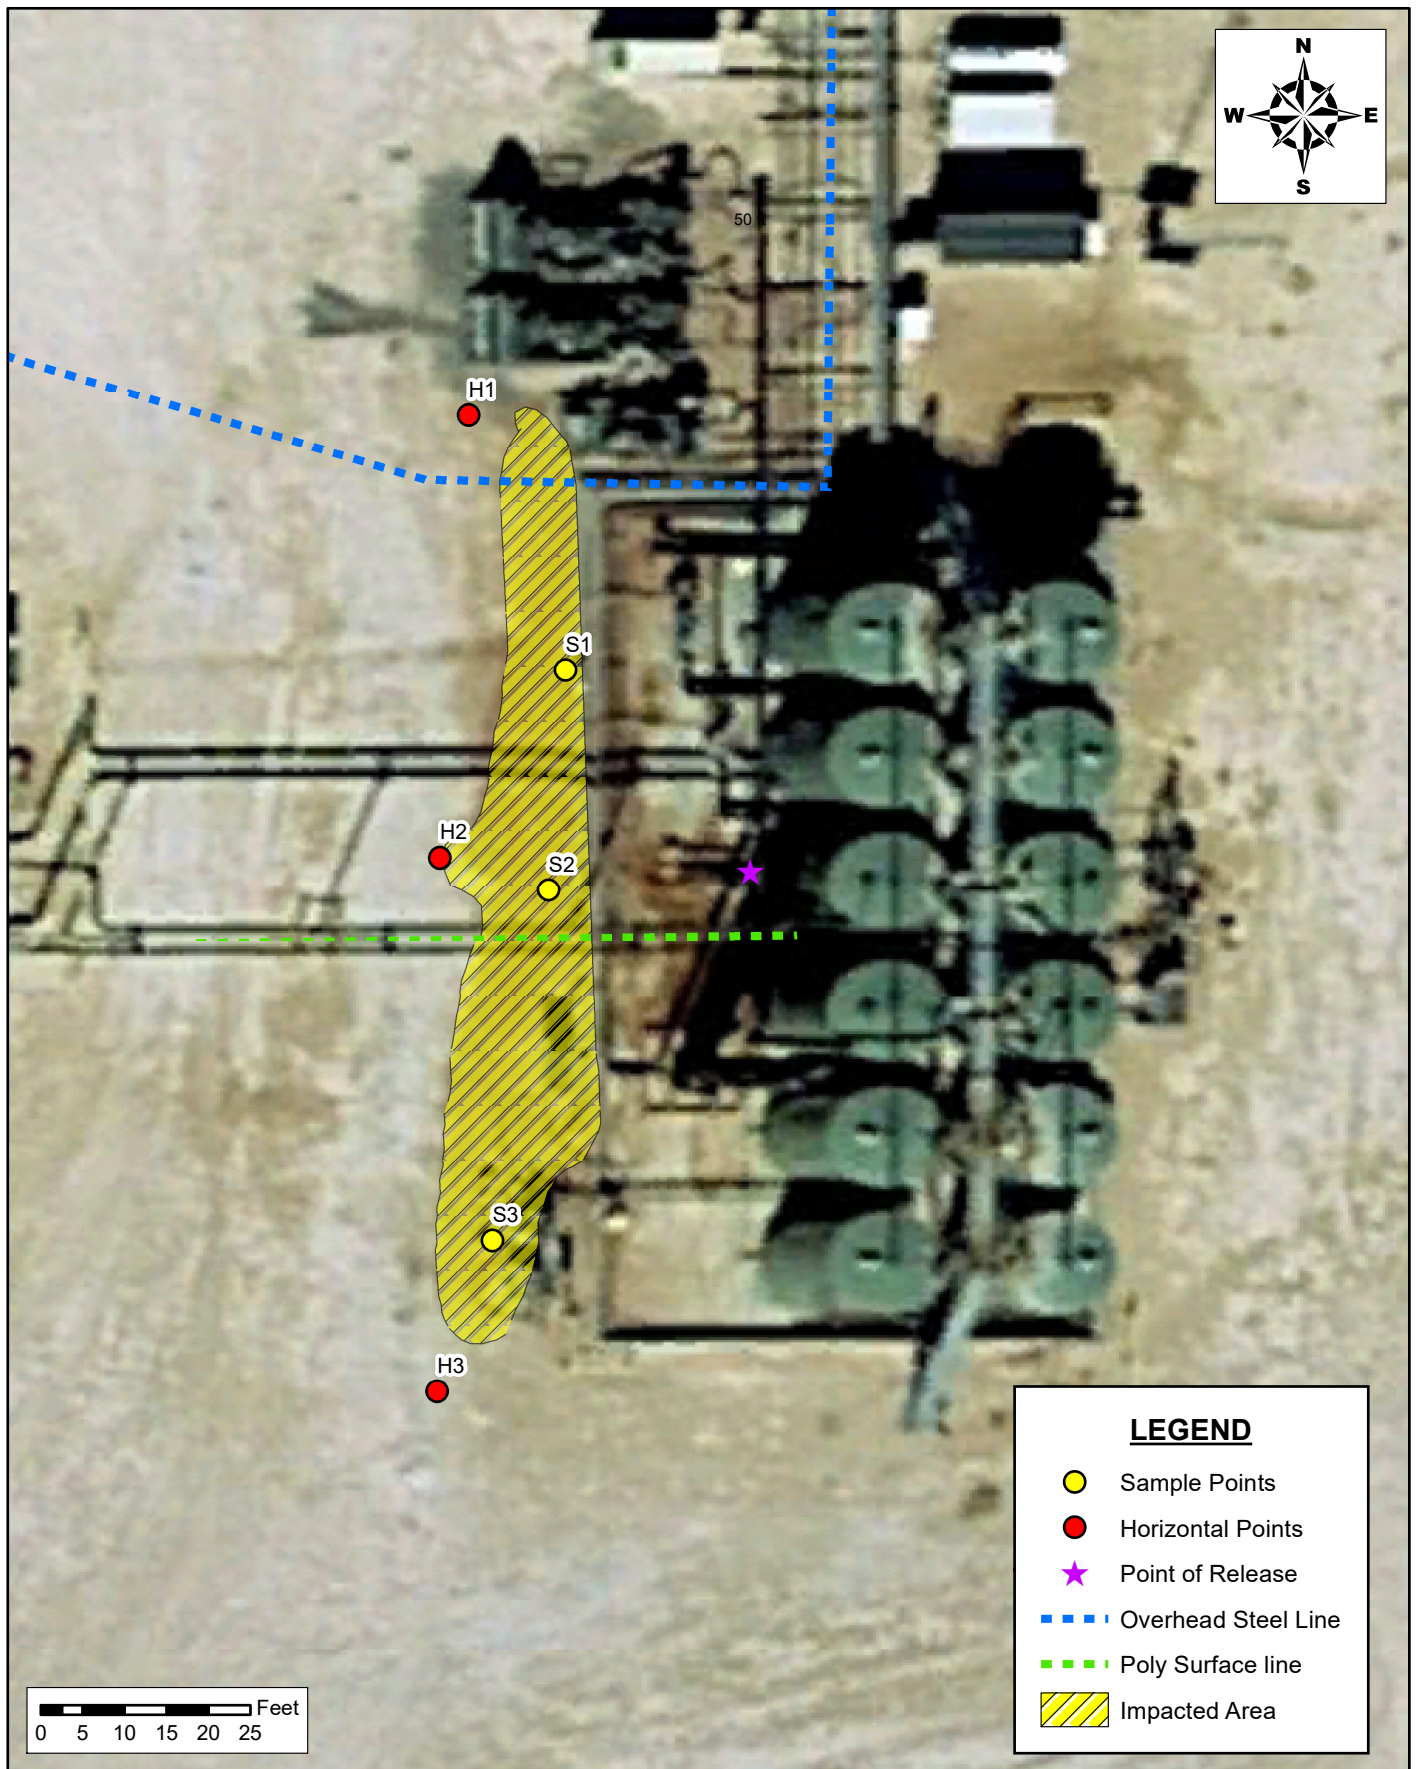 N
W E
S
50
H1
S1
H2
S2
S3
H3
LEGEND
Sample Points
Horizontal Points
Point of Release
Overhead Steel Line
Poly Surface line
Impacted Area
Feet
0 5 10 15 20 25